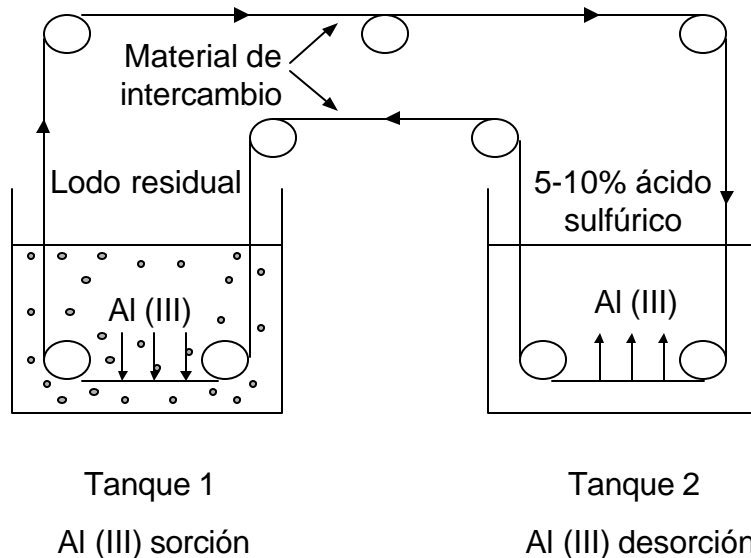 Material de
intercambio
Lodo residual
5-10% ácido
sulfúrico
Al (III)
Al (III)
Tanque 1
Tanque 2
Al (III) sorción
Al (III) desorción